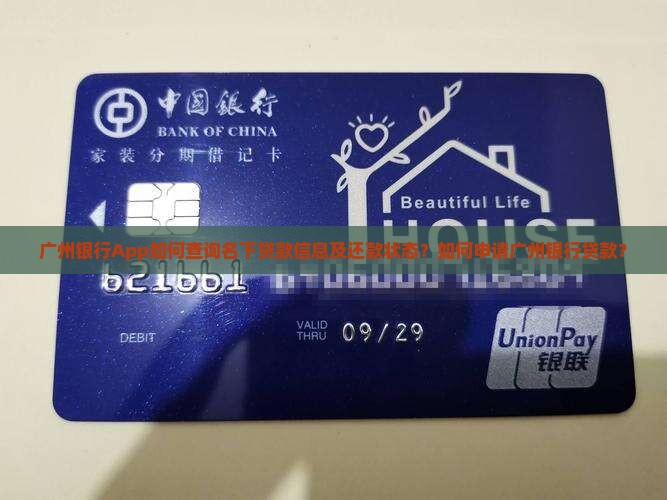 中国银行
BANK OF CHINA
家装分期借记卡
Beautiful Life
HOUSE
广州银行App如何查询名下贷款信息及还款状态？如何申请广州银行贷款？
621661
DEBIT
VALID
THRU
09/29
UnionPay
银联